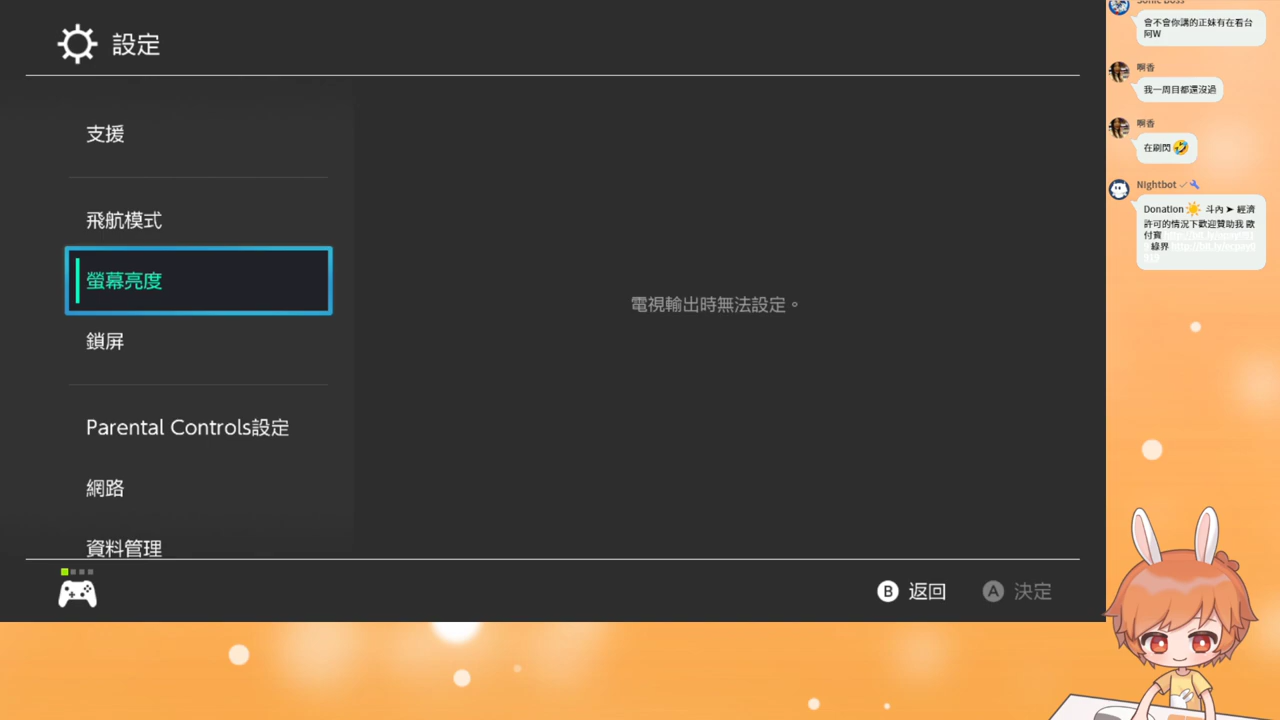 設定
支援
飛航模式
螢幕亮度
鎖屏
Parental Controls設定
網路
資料管理
電視輸出時無法設定。
B 返回
A 決定
Sonic Boss
會不會你講的正妹有在看台
阿W
啊香
我一周目都還沒過
啊香
在刷閃🤣
Nightbot
Donation☀️ 斗內 ➤ 經濟
許可的情況下歡迎贊助我 歐
付寶
綠界